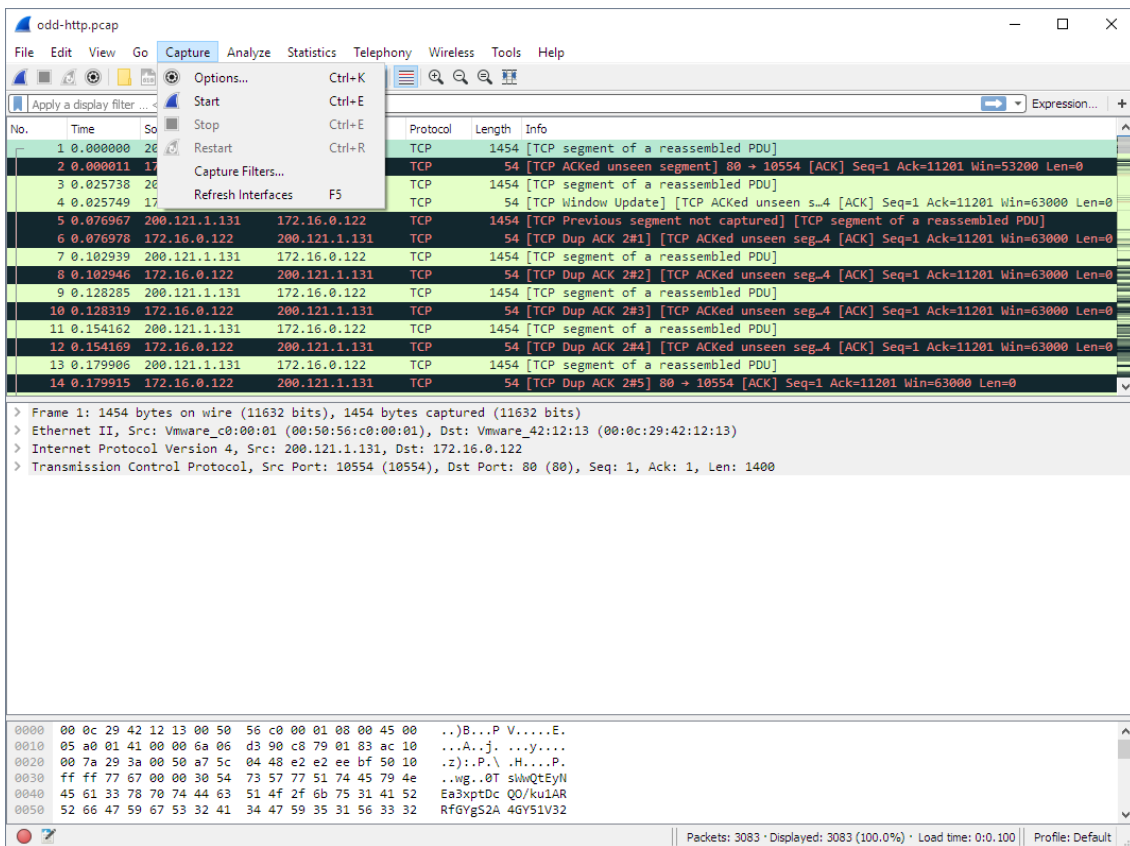 odd-http.pcap
File Edit View Go Capture Analyze Statistics Telephony Wireless Tools Help
Options... Ctrl+K
Start Ctrl+E
Stop Ctrl+E
Restart Ctrl+R
Capture Filters...
Refresh Interfaces F5
Apply a display filter ... < Expression... +
No. Time So Protocol Length Info
1 0.000000 20 TCP 1454 [TCP segment of a reassembled PDU]
2 0.000011 17 TCP 54 [TCP ACKed unseen segment] 80 → 10554 [ACK] Seq=1 Ack=11201 Win=53200 Len=0
3 0.025738 20 TCP 1454 [TCP segment of a reassembled PDU]
4 0.025749 17 TCP 54 [TCP Window Update] [TCP ACKed unseen s…4 [ACK] Seq=1 Ack=11201 Win=63000 Len=0
5 0.076967 200.121.1.131 172.16.0.122 TCP 1454 [TCP Previous segment not captured] [TCP segment of a reassembled PDU]
6 0.076978 172.16.0.122 200.121.1.131 TCP 54 [TCP Dup ACK 2#1] [TCP ACKed unseen seg…4 [ACK] Seq=1 Ack=11201 Win=63000 Len=0
7 0.102939 200.121.1.131 172.16.0.122 TCP 1454 [TCP segment of a reassembled PDU]
8 0.102946 172.16.0.122 200.121.1.131 TCP 54 [TCP Dup ACK 2#2] [TCP ACKed unseen seg…4 [ACK] Seq=1 Ack=11201 Win=63000 Len=0
9 0.128285 200.121.1.131 172.16.0.122 TCP 1454 [TCP segment of a reassembled PDU]
10 0.128319 172.16.0.122 200.121.1.131 TCP 54 [TCP Dup ACK 2#3] [TCP ACKed unseen seg…4 [ACK] Seq=1 Ack=11201 Win=63000 Len=0
11 0.154162 200.121.1.131 172.16.0.122 TCP 1454 [TCP segment of a reassembled PDU]
12 0.154169 172.16.0.122 200.121.1.131 TCP 54 [TCP Dup ACK 2#4] [TCP ACKed unseen seg…4 [ACK] Seq=1 Ack=11201 Win=63000 Len=0
13 0.179906 200.121.1.131 172.16.0.122 TCP 1454 [TCP segment of a reassembled PDU]
14 0.179915 172.16.0.122 200.121.1.131 TCP 54 [TCP Dup ACK 2#5] 80 → 10554 [ACK] Seq=1 Ack=11201 Win=63000 Len=0
> Frame 1: 1454 bytes on wire (11632 bits), 1454 bytes captured (11632 bits)
> Ethernet II, Src: Vmware_c0:00:01 (00:50:56:c0:00:01), Dst: Vmware_42:12:13 (00:0c:29:42:12:13)
> Internet Protocol Version 4, Src: 200.121.1.131, Dst: 172.16.0.122
> Transmission Control Protocol, Src Port: 10554 (10554), Dst Port: 80 (80), Seq: 1, Ack: 1, Len: 1400
0000 00 0c 29 42 12 13 00 50 56 c0 00 01 08 00 45 00 ..)B...P V.....E.
0010 05 a0 01 41 00 00 6a 06 d3 90 c8 79 01 83 ac 10 ...A..j. ...y....
0020 00 7a 29 3a 00 50 a7 5c 04 48 e2 e2 ee bf 50 10 .z):.P.\ .H....P.
0030 ff ff 77 67 00 00 30 54 73 57 77 51 74 45 79 4e ..wg..0T sWwQtEyN
0040 45 61 33 78 70 74 44 63 51 4f 2f 6b 75 31 41 52 Ea3xptDc QO/ku1AR
0050 52 66 47 59 67 53 32 41 34 47 59 35 31 56 33 32 RfGYgS2A 4GY51V32
Packets: 3083 · Displayed: 3083 (100.0%) · Load time: 0:0.100 Profile: Default